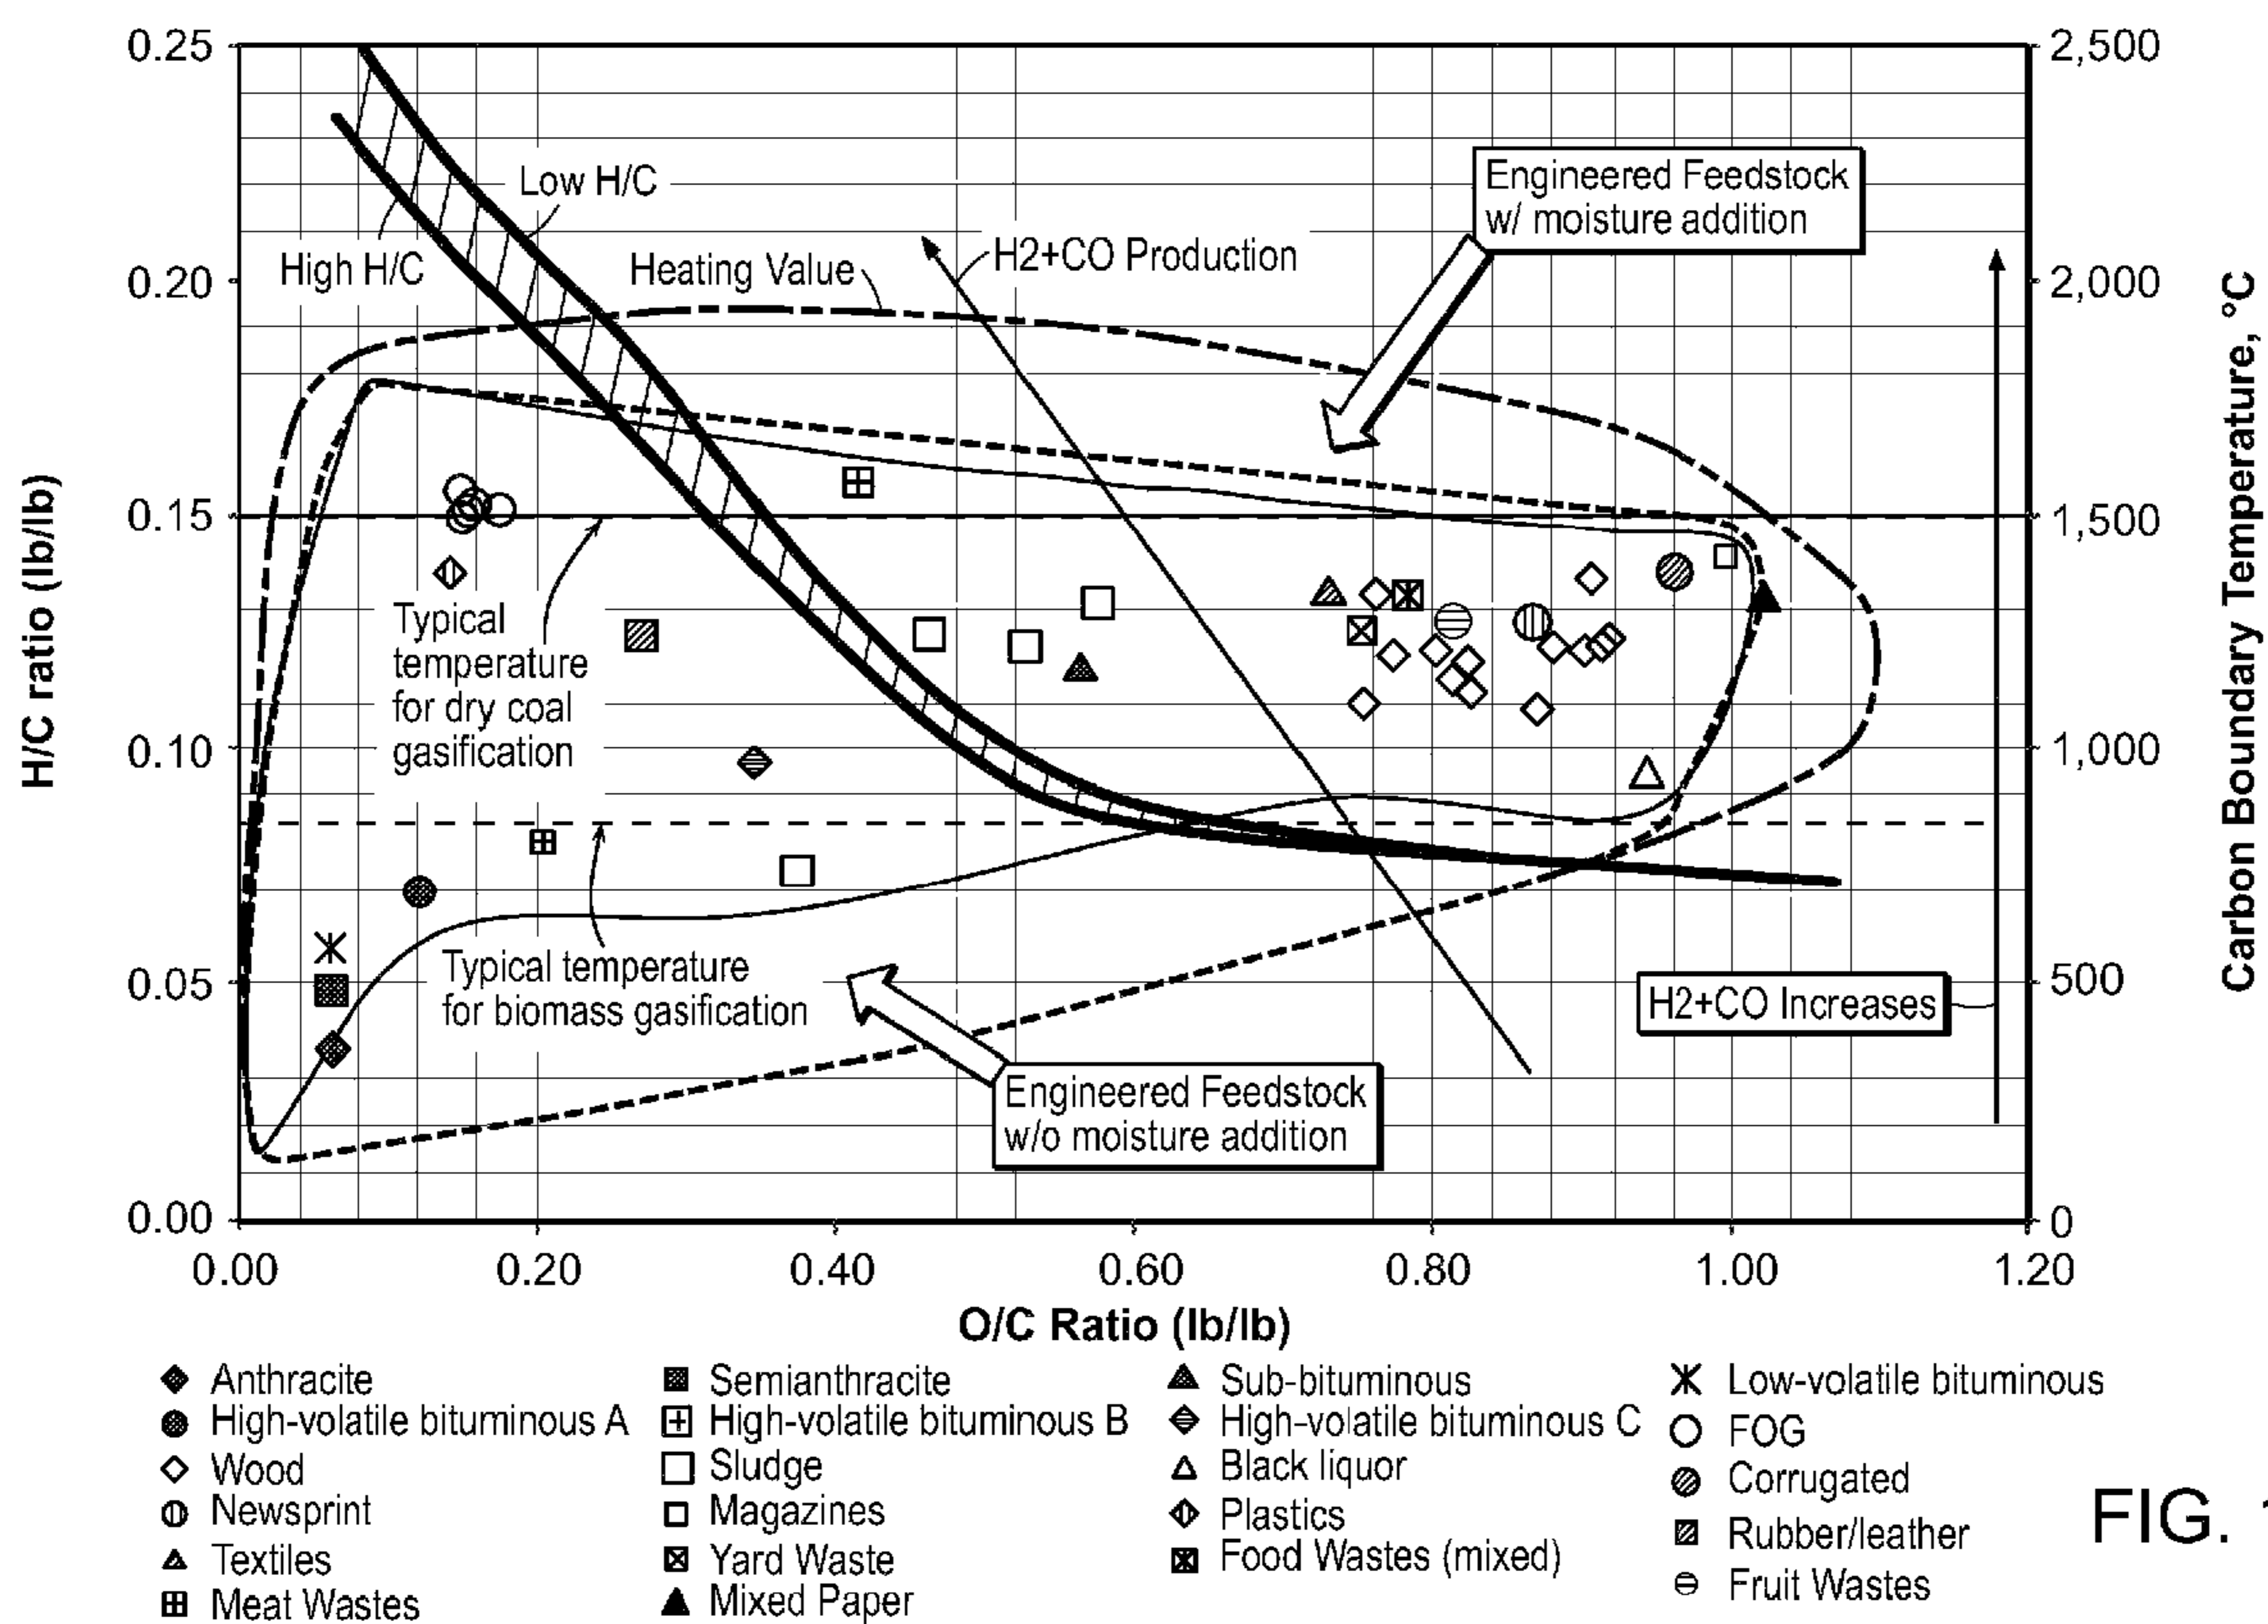 0.25
0.20
0.15
0.10
0.05
0.00
H/C ratio (lb/lb)
2,500
2,000
1,500
1,000
500
0
Carbon Boundary Temperature, °C
Low H/C
High H/C
Heating Value
H2+CO Production
Engineered Feedstock
w/ moisture addition
Typical
temperature
for dry coal
gasification
Typical temperature
for biomass gasification
H2+CO Increases
Engineered Feedstock
w/o moisture addition
0.00 0.20 0.40 0.60 0.80 1.00 1.20
O/C Ratio (lb/lb)
Anthracite
High-volatile bituminous A
Wood
Newsprint
Textiles
Meat Wastes
Semianthracite
High-volatile bituminous B
Sludge
Magazines
Yard Waste
Mixed Paper
Sub-bituminous
High-volatile bituminous C
Black liquor
Plastics
Food Wastes (mixed)
Low-volatile bituminous
FOG
Corrugated
Rubber/leather
Fruit Wastes
FIG.